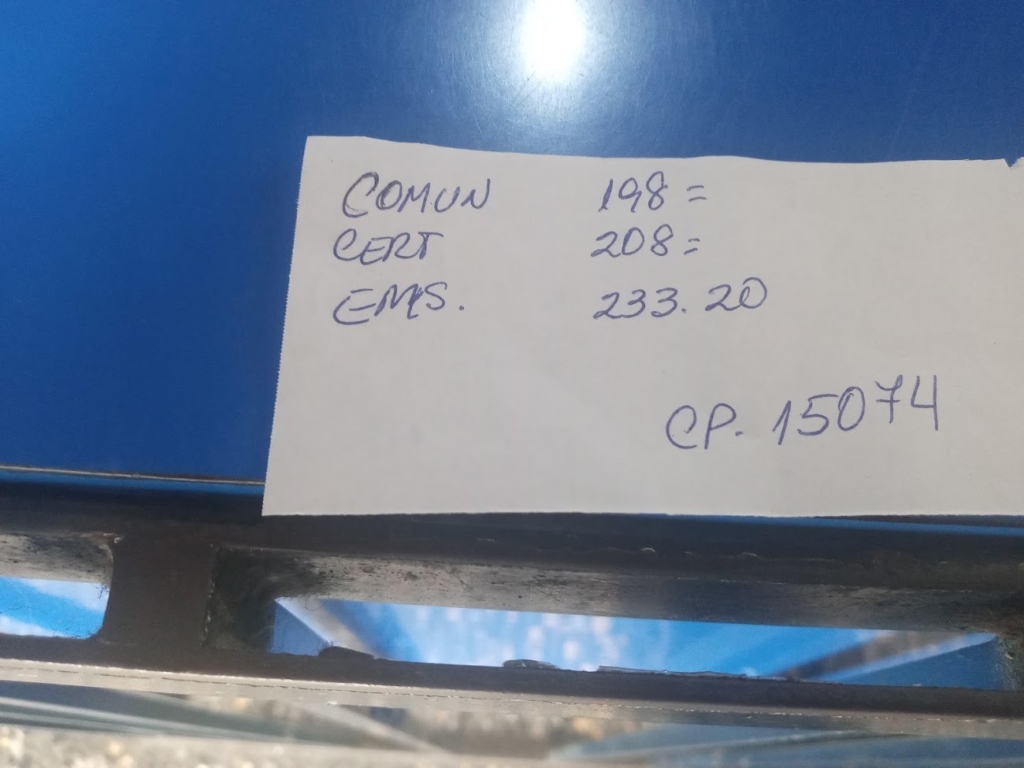 COMUN 198=
CERT 208=
EMS. 233.20
CP. 15074